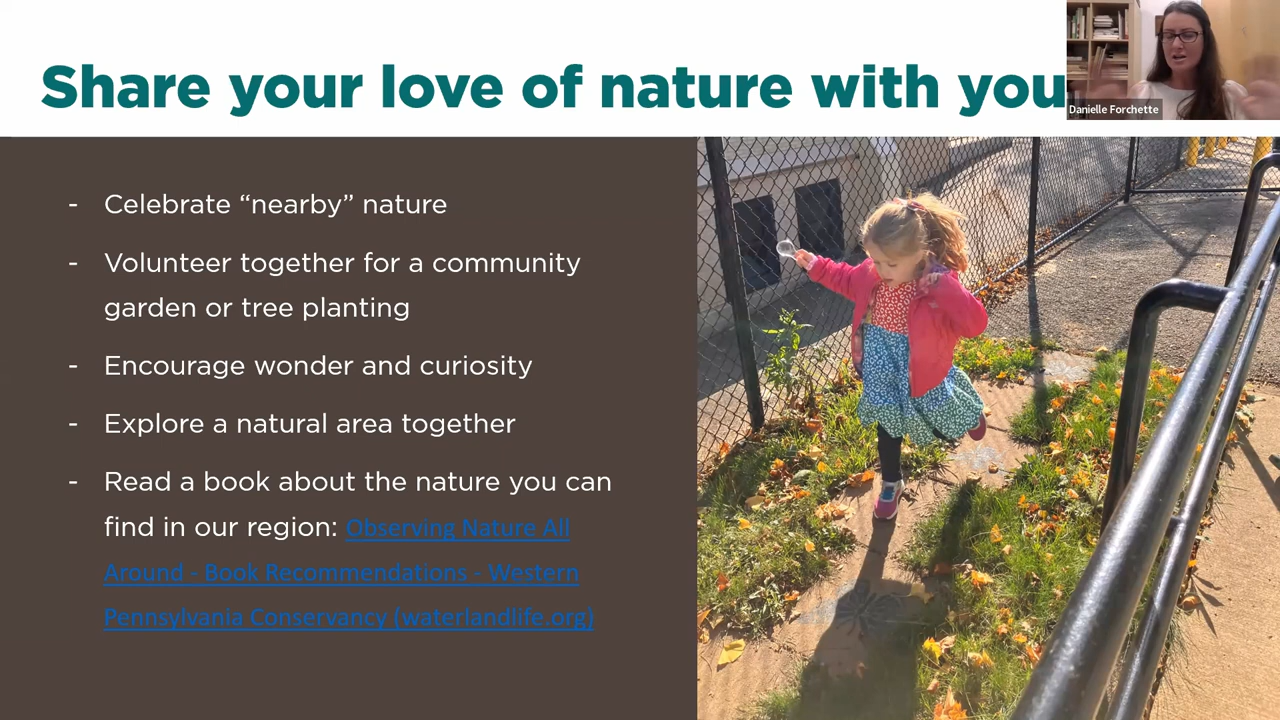 Share your love of nature with you
Danielle Forchette
- Celebrate “nearby” nature
- Volunteer together for a community
garden or tree planting
- Encourage wonder and curiosity
- Explore a natural area together
- Read a book about the nature you can
find in our region: Observing Nature All
Around - Book Recommendations - Western
Pennsylvania Conservancy (waterlandlife.org)